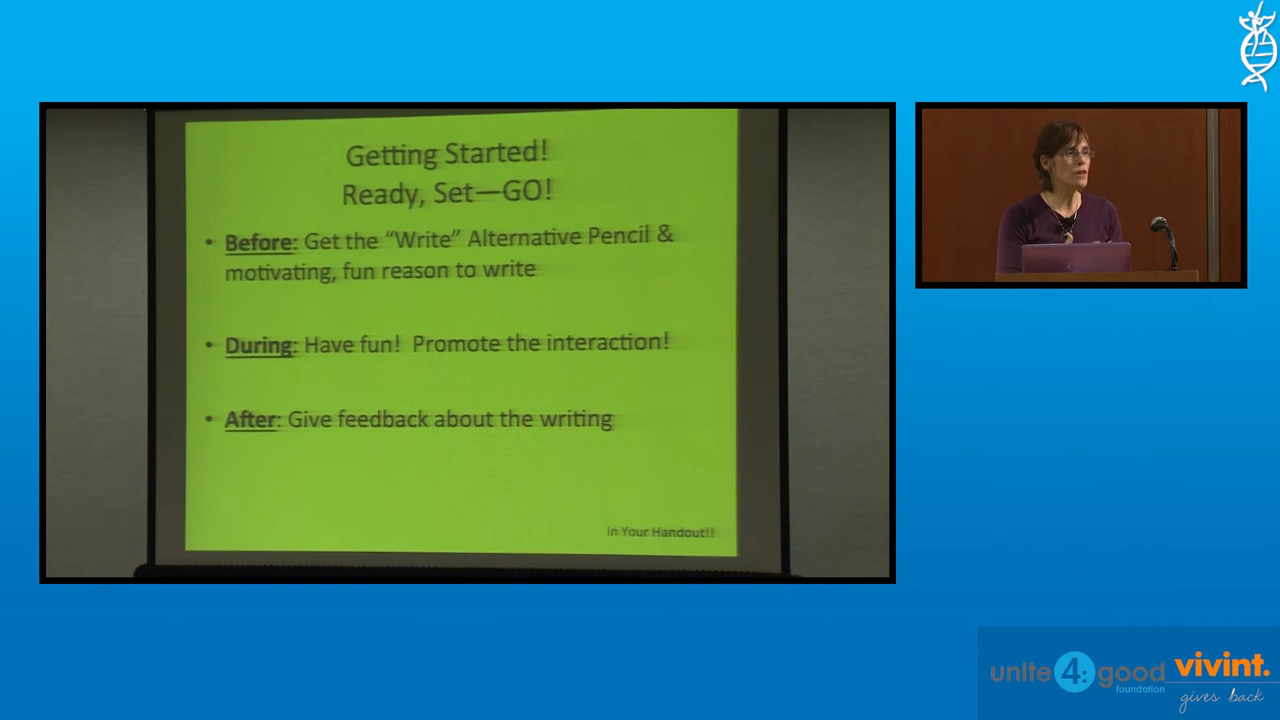 Getting Started!
Ready, Set—GO!
• Before: Get the “Write” Alternative Pencil &
motivating, fun reason to write
• During: Have fun! Promote the interaction!
• After: Give feedback about the writing
In Your Handout!!
unite 4: good
foundation
vivint.
gives back